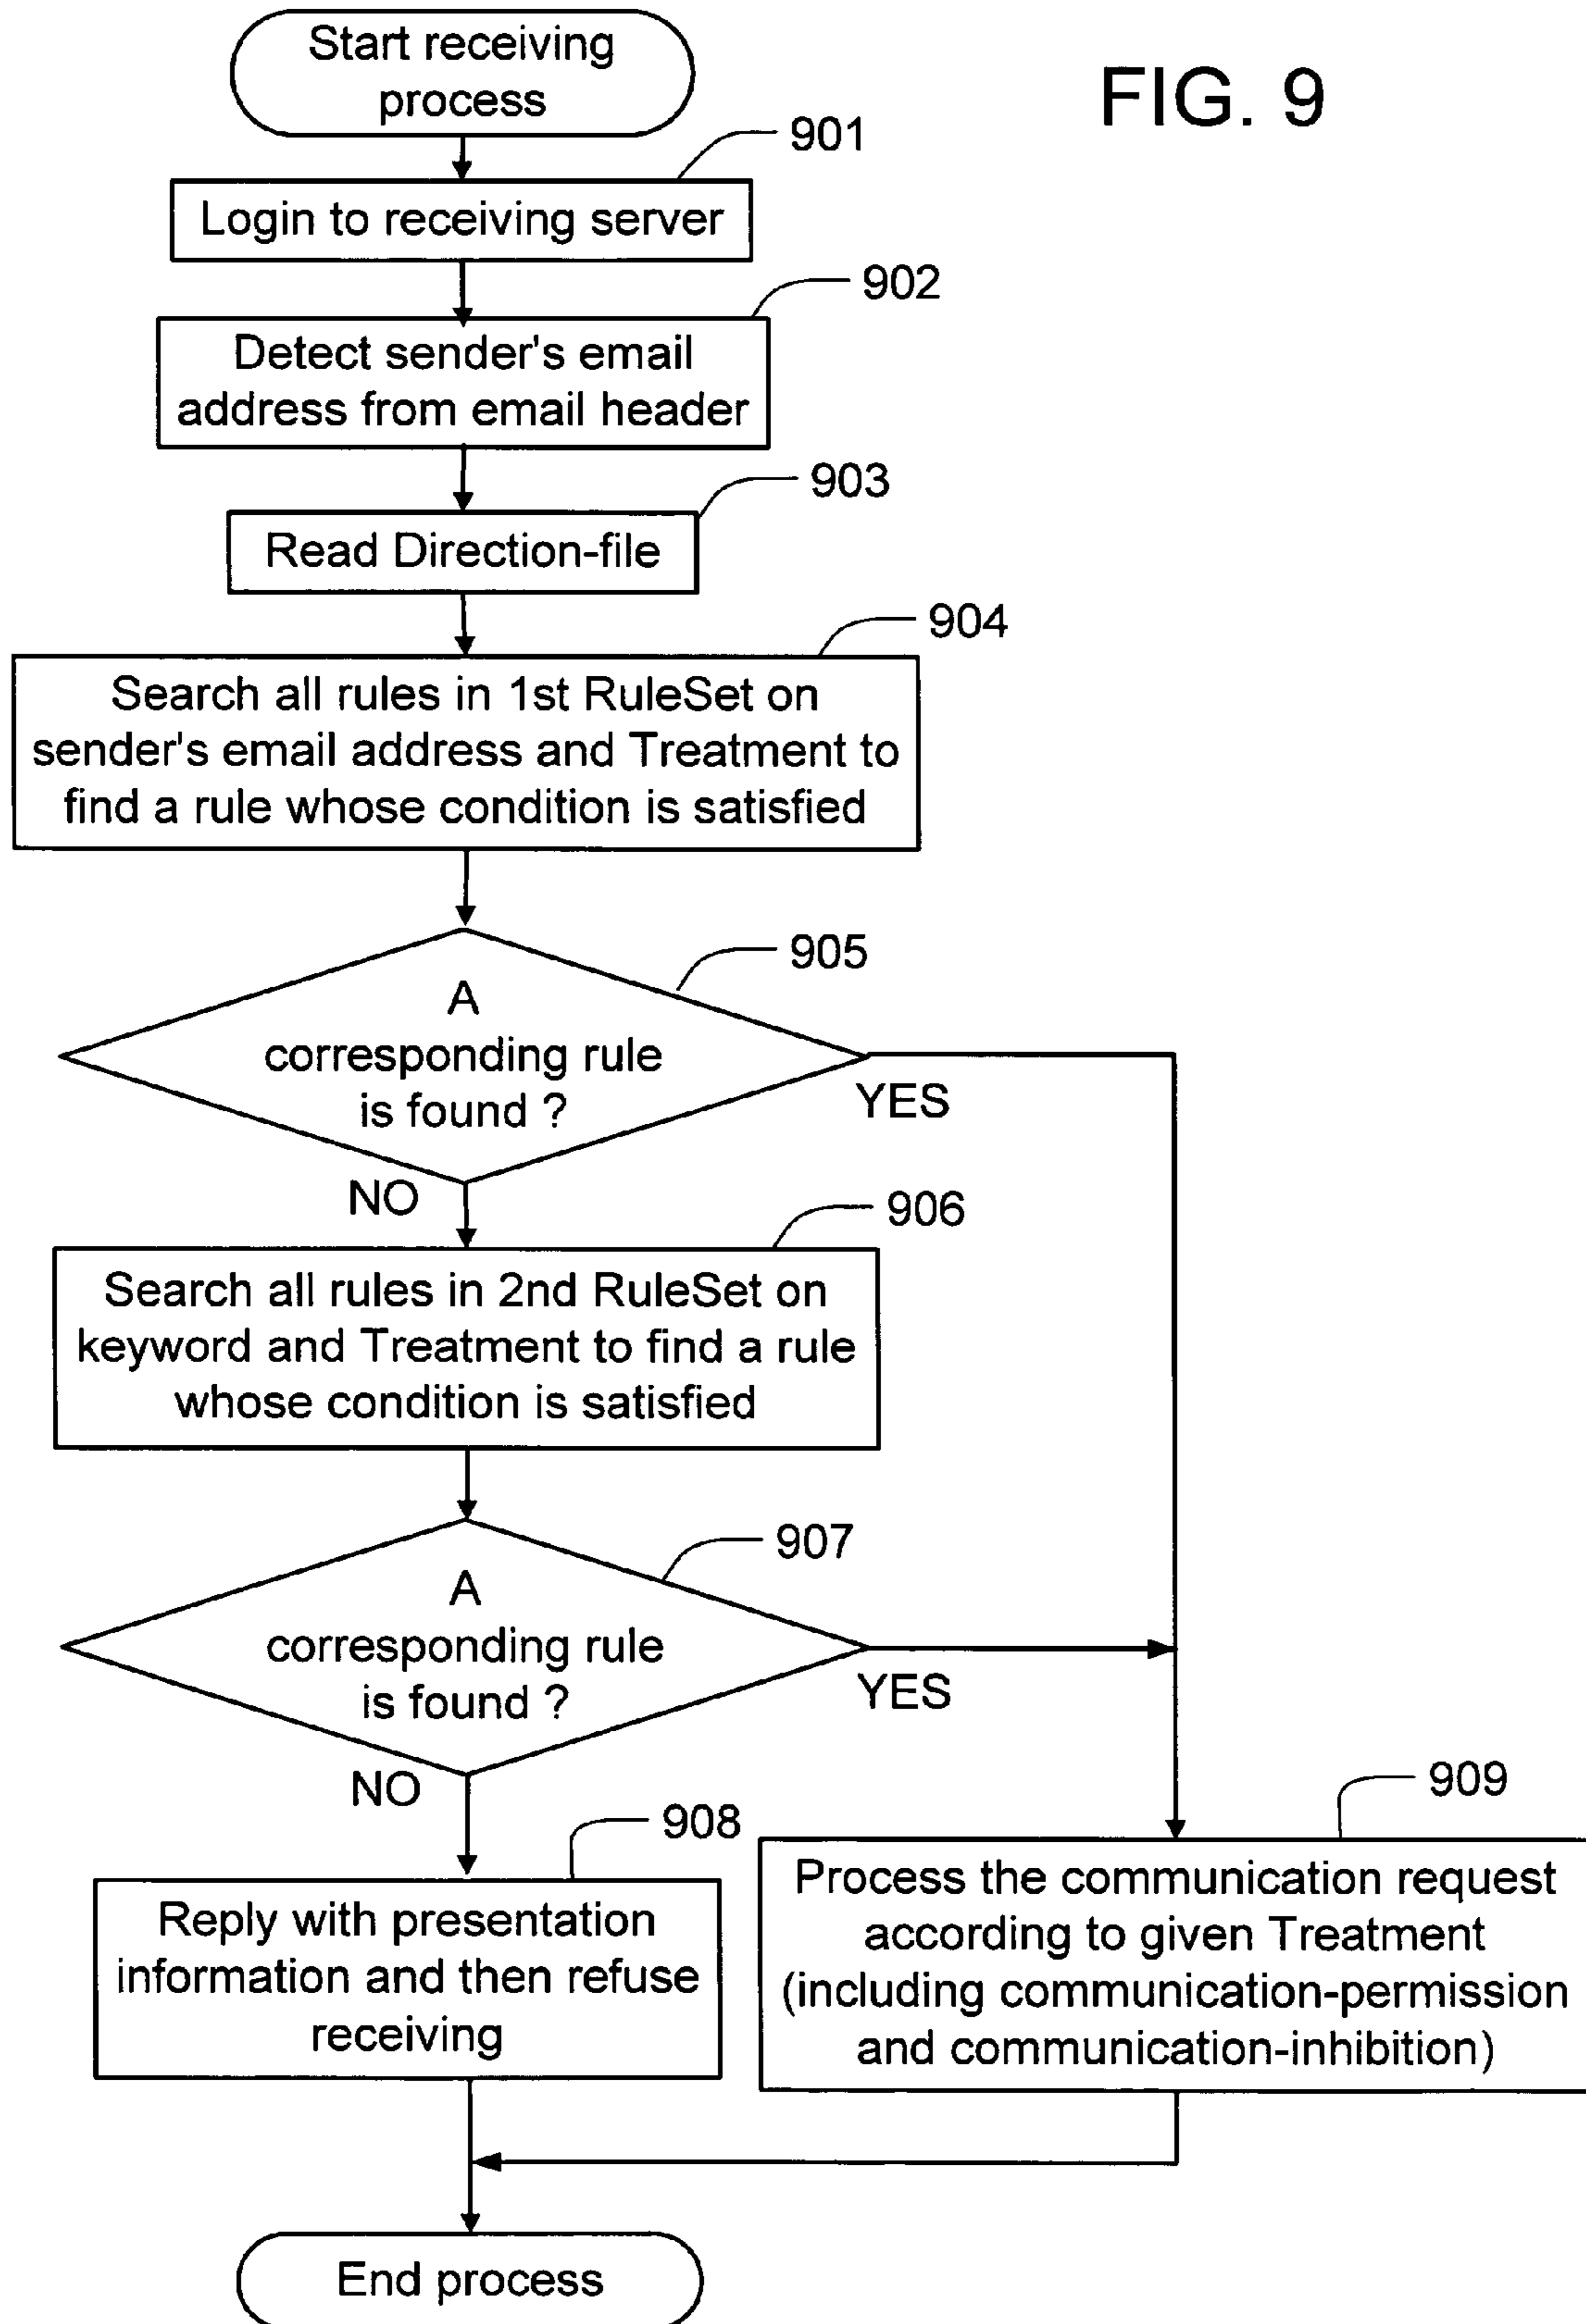 FIG. 9
Start receiving
process
901
Login to receiving server
902
Detect sender's email
address from email header
903
Read Direction-file
904
Search all rules in 1st RuleSet on
sender's email address and Treatment to
find a rule whose condition is satisfied
905
A
corresponding rule
is found ?
YES
NO
906
Search all rules in 2nd RuleSet on
keyword and Treatment to find a rule
whose condition is satisfied
907
A
corresponding rule
is found ?
YES
NO
908
Reply with presentation
information and then refuse
receiving
909
Process the communication request
according to given Treatment
(including communication-permission
and communication-inhibition)
End process